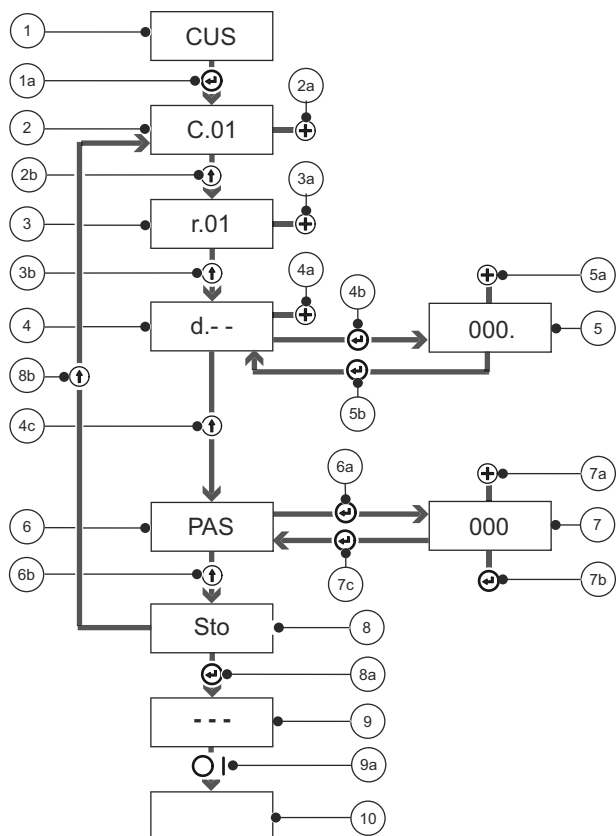 1
CUS
1a
2a
2
C.01
2b
3a
3
r.01
3b
4a
4b
5a
4
d.- -
000.
5
8b
5b
4c
6a
7a
6
PAS
000
7
6b
7c
7b
Sto
8
8a
- - -
9
9a
10